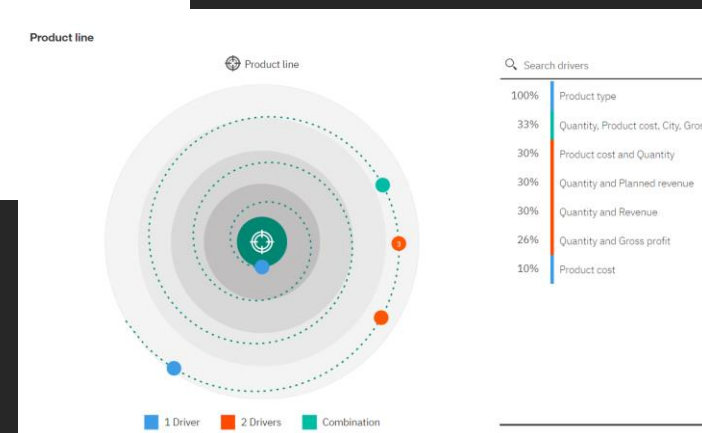 Product line
Product line
Search drivers
100% Product type
33% Quantity, Product cost, City, Gros
30% Product cost and Quantity
30% Quantity and Planned revenue
30% Quantity and Revenue
26% Quantity and Gross profit
10% Product cost
3
1 Driver 2 Drivers Combination